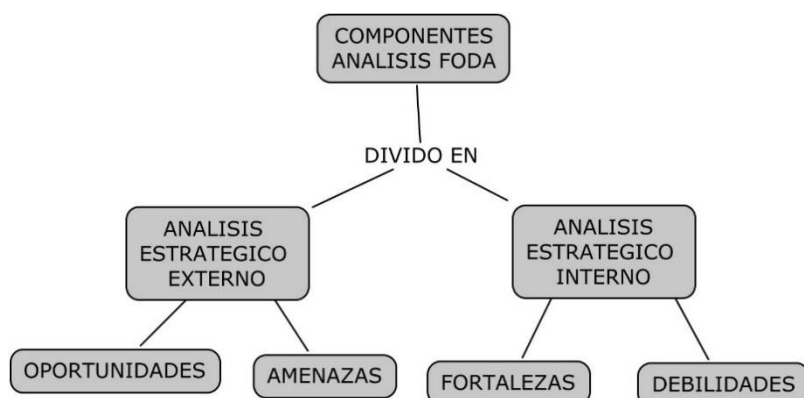 COMPONENTES
ANALISIS FODA
DIVIDO EN
ANALISIS
ESTRATEGICO
EXTERNO
ANALISIS
ESTRATEGICO
INTERNO
OPORTUNIDADES
AMENAZAS
FORTALEZAS
DEBILIDADES